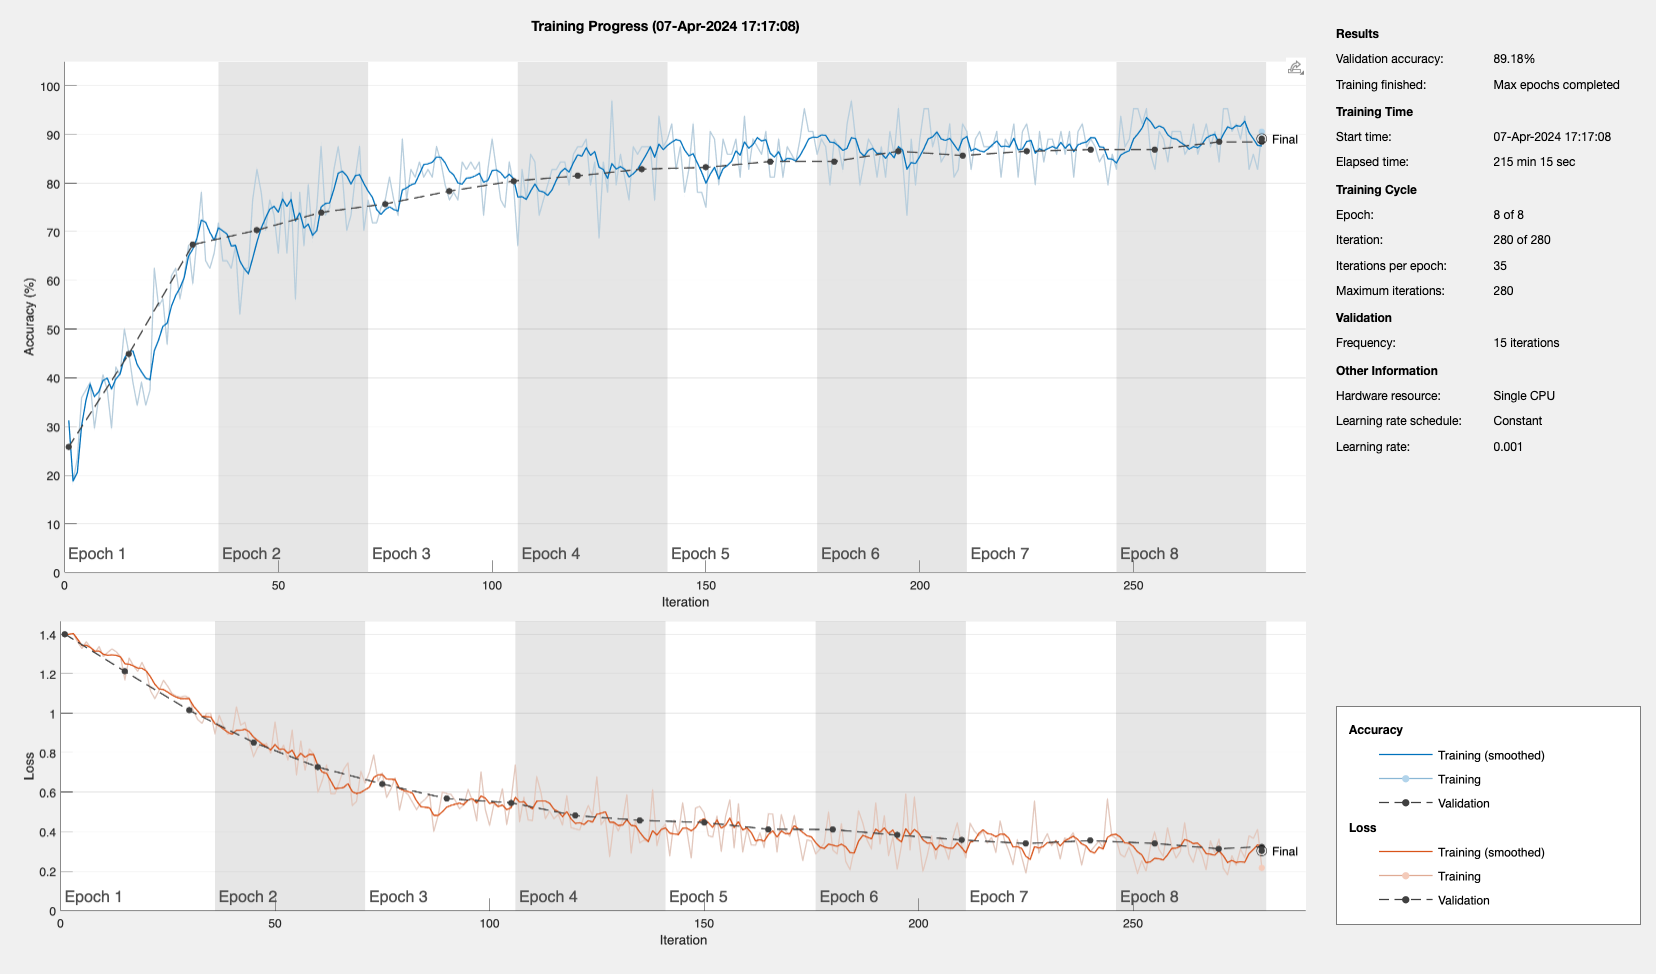 Training Progress (07-Apr-2024 17:17:08)
Accuracy (%)
100
90
80
70
60
50
40
30
20
10
0
Epoch 1
Epoch 2
Epoch 3
Epoch 4
Epoch 5
Epoch 6
Epoch 7
Epoch 8
Final
0
50
100
150
200
250
Iteration
Loss
1.4
1.2
1
0.8
0.6
0.4
0.2
0
Epoch 1
Epoch 2
Epoch 3
Epoch 4
Epoch 5
Epoch 6
Epoch 7
Epoch 8
Final
0
50
100
150
200
250
Iteration
Results
Validation accuracy: 89.18%
Training finished: Max epochs completed
Training Time
Start time: 07-Apr-2024 17:17:08
Elapsed time: 215 min 15 sec
Training Cycle
Epoch: 8 of 8
Iteration: 280 of 280
Iterations per epoch: 35
Maximum iterations: 280
Validation
Frequency: 15 iterations
Other Information
Hardware resource: Single CPU
Learning rate schedule: Constant
Learning rate: 0.001
Accuracy
Training (smoothed)
Training
Validation
Loss
Training (smoothed)
Training
Validation